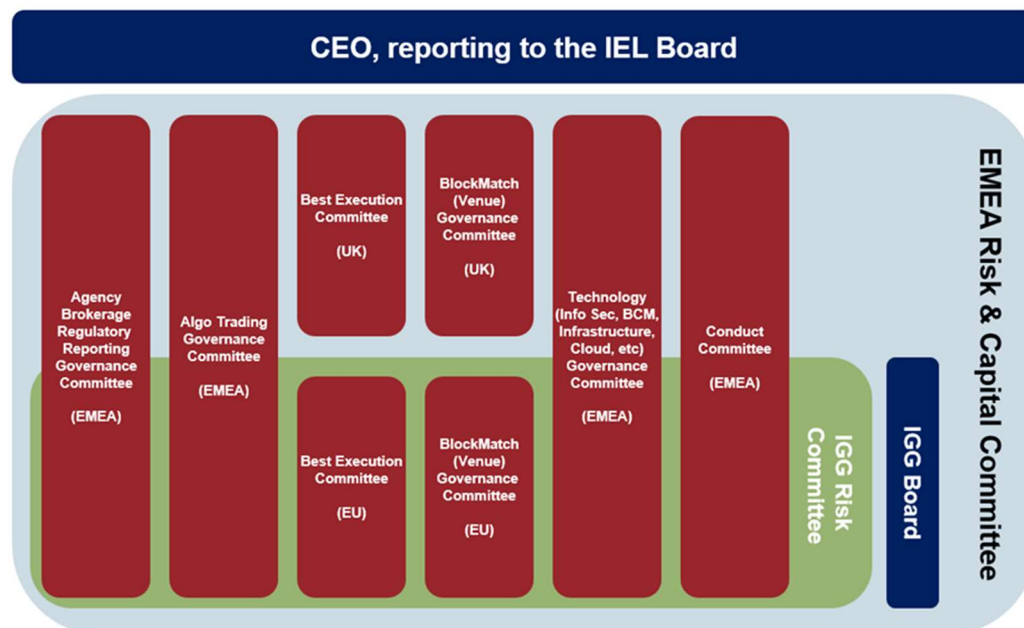 CEO, reporting to the IEL Board
Agency
Brokerage
Regulatory
Reporting
Governance
Committee
(EMEA)
Algo Trading
Governance
Committee
(EMEA)
Best Execution
Committee
(UK)
BlockMatch
(Venue)
Governance
Committee
(UK)
Best Execution
Committee
(EU)
BlockMatch
(Venue)
Governance
Committee
(EU)
Technology
(Info Sec, BCM,
Infrastructure,
Cloud, etc)
Governance
Committee
(EMEA)
Conduct
Committee
(EMEA)
IGG Risk
Committee
IGG Board
EMEA Risk & Capital Committee